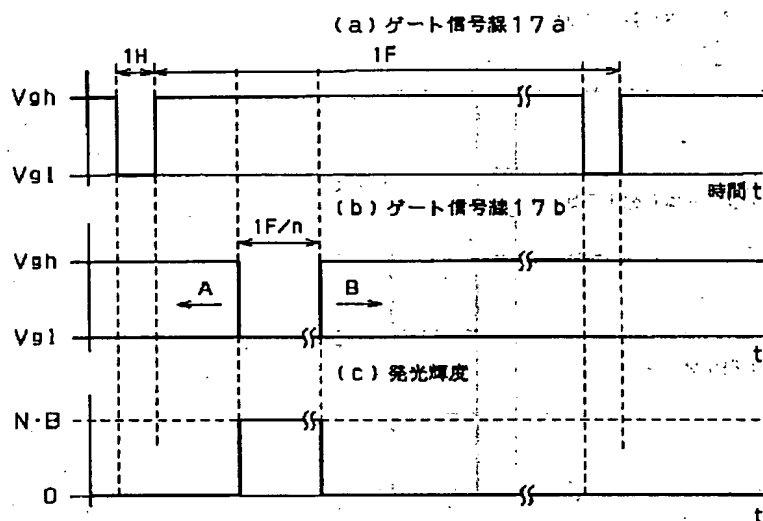 (a)ゲート信号線17a
1H
1F
Vgh
Vgl
時間t
(b)ゲート信号線17b
1F/n
Vgh
A
B
Vgl
t
(c)発光輝度
N·B
0
t